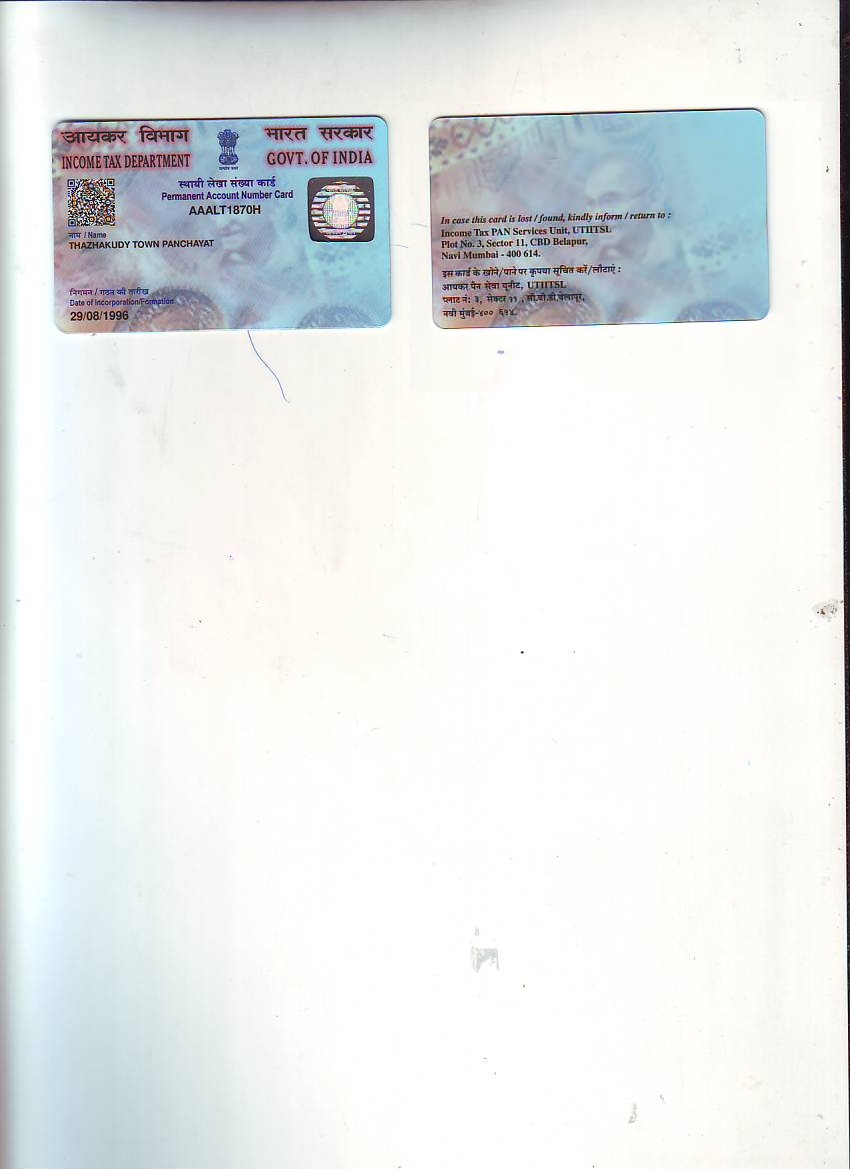 आयकर विभाग
भारत सरकार
INCOME TAX DEPARTMENT
GOVT. OF INDIA
स्थायी लेखा संख्या कार्ड
Permanent Account Number Card
AAALT1870H
नाम / Name
THAZHAKUDY TOWN PANCHAYAT
निगमन / गठन की तारीख
Date of Incorporation/Formation
29/08/1996
In case this card is lost / found, kindly inform / return to :
Income Tax PAN Services Unit, UTIITSL
Plot No. 3, Sector 11, CBD Belapur,
Navi Mumbai - 400 614.
इस कार्ड के खोने/पाने पर कृपया सूचित करें/लौटाएं :
आयकर पैन सेवा यूनीट, UTIITSL
प्लाट नं: ३, सेक्टर ११ , सी.बी.डी.बेलापूर,
नवी मुंबई-४०० ६१४.